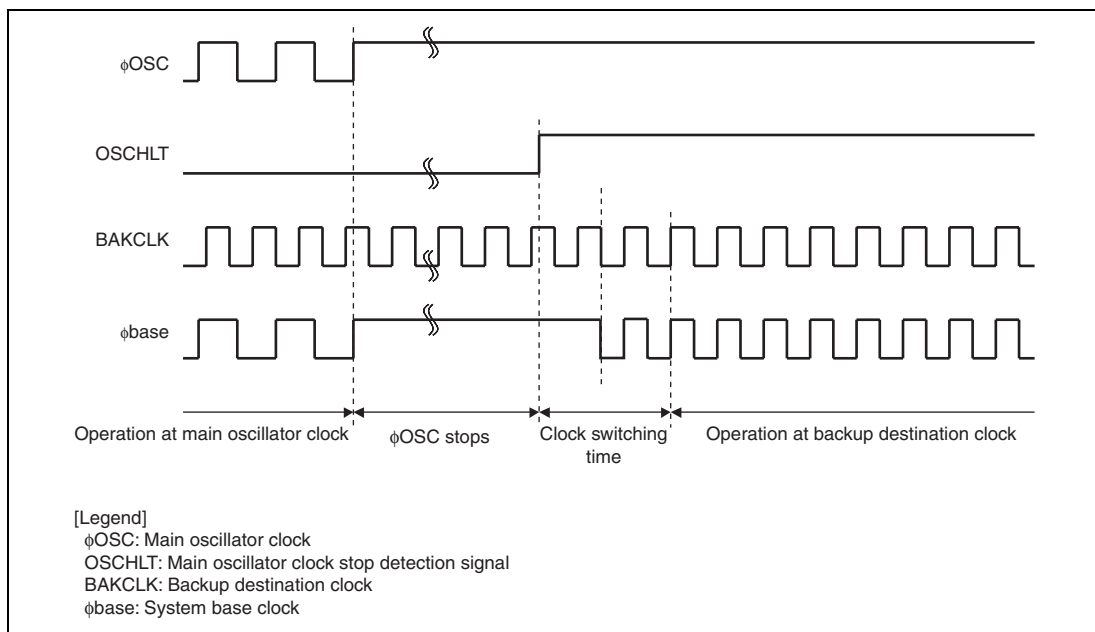 φOSC
OSCHLT
BAKCLK
φbase
Operation at main oscillator clock
φOSC stops
Clock switching
time
Operation at backup destination clock
[Legend]
φOSC: Main oscillator clock
OSCHLT: Main oscillator clock stop detection signal
BAKCLK: Backup destination clock
φbase: System base clock